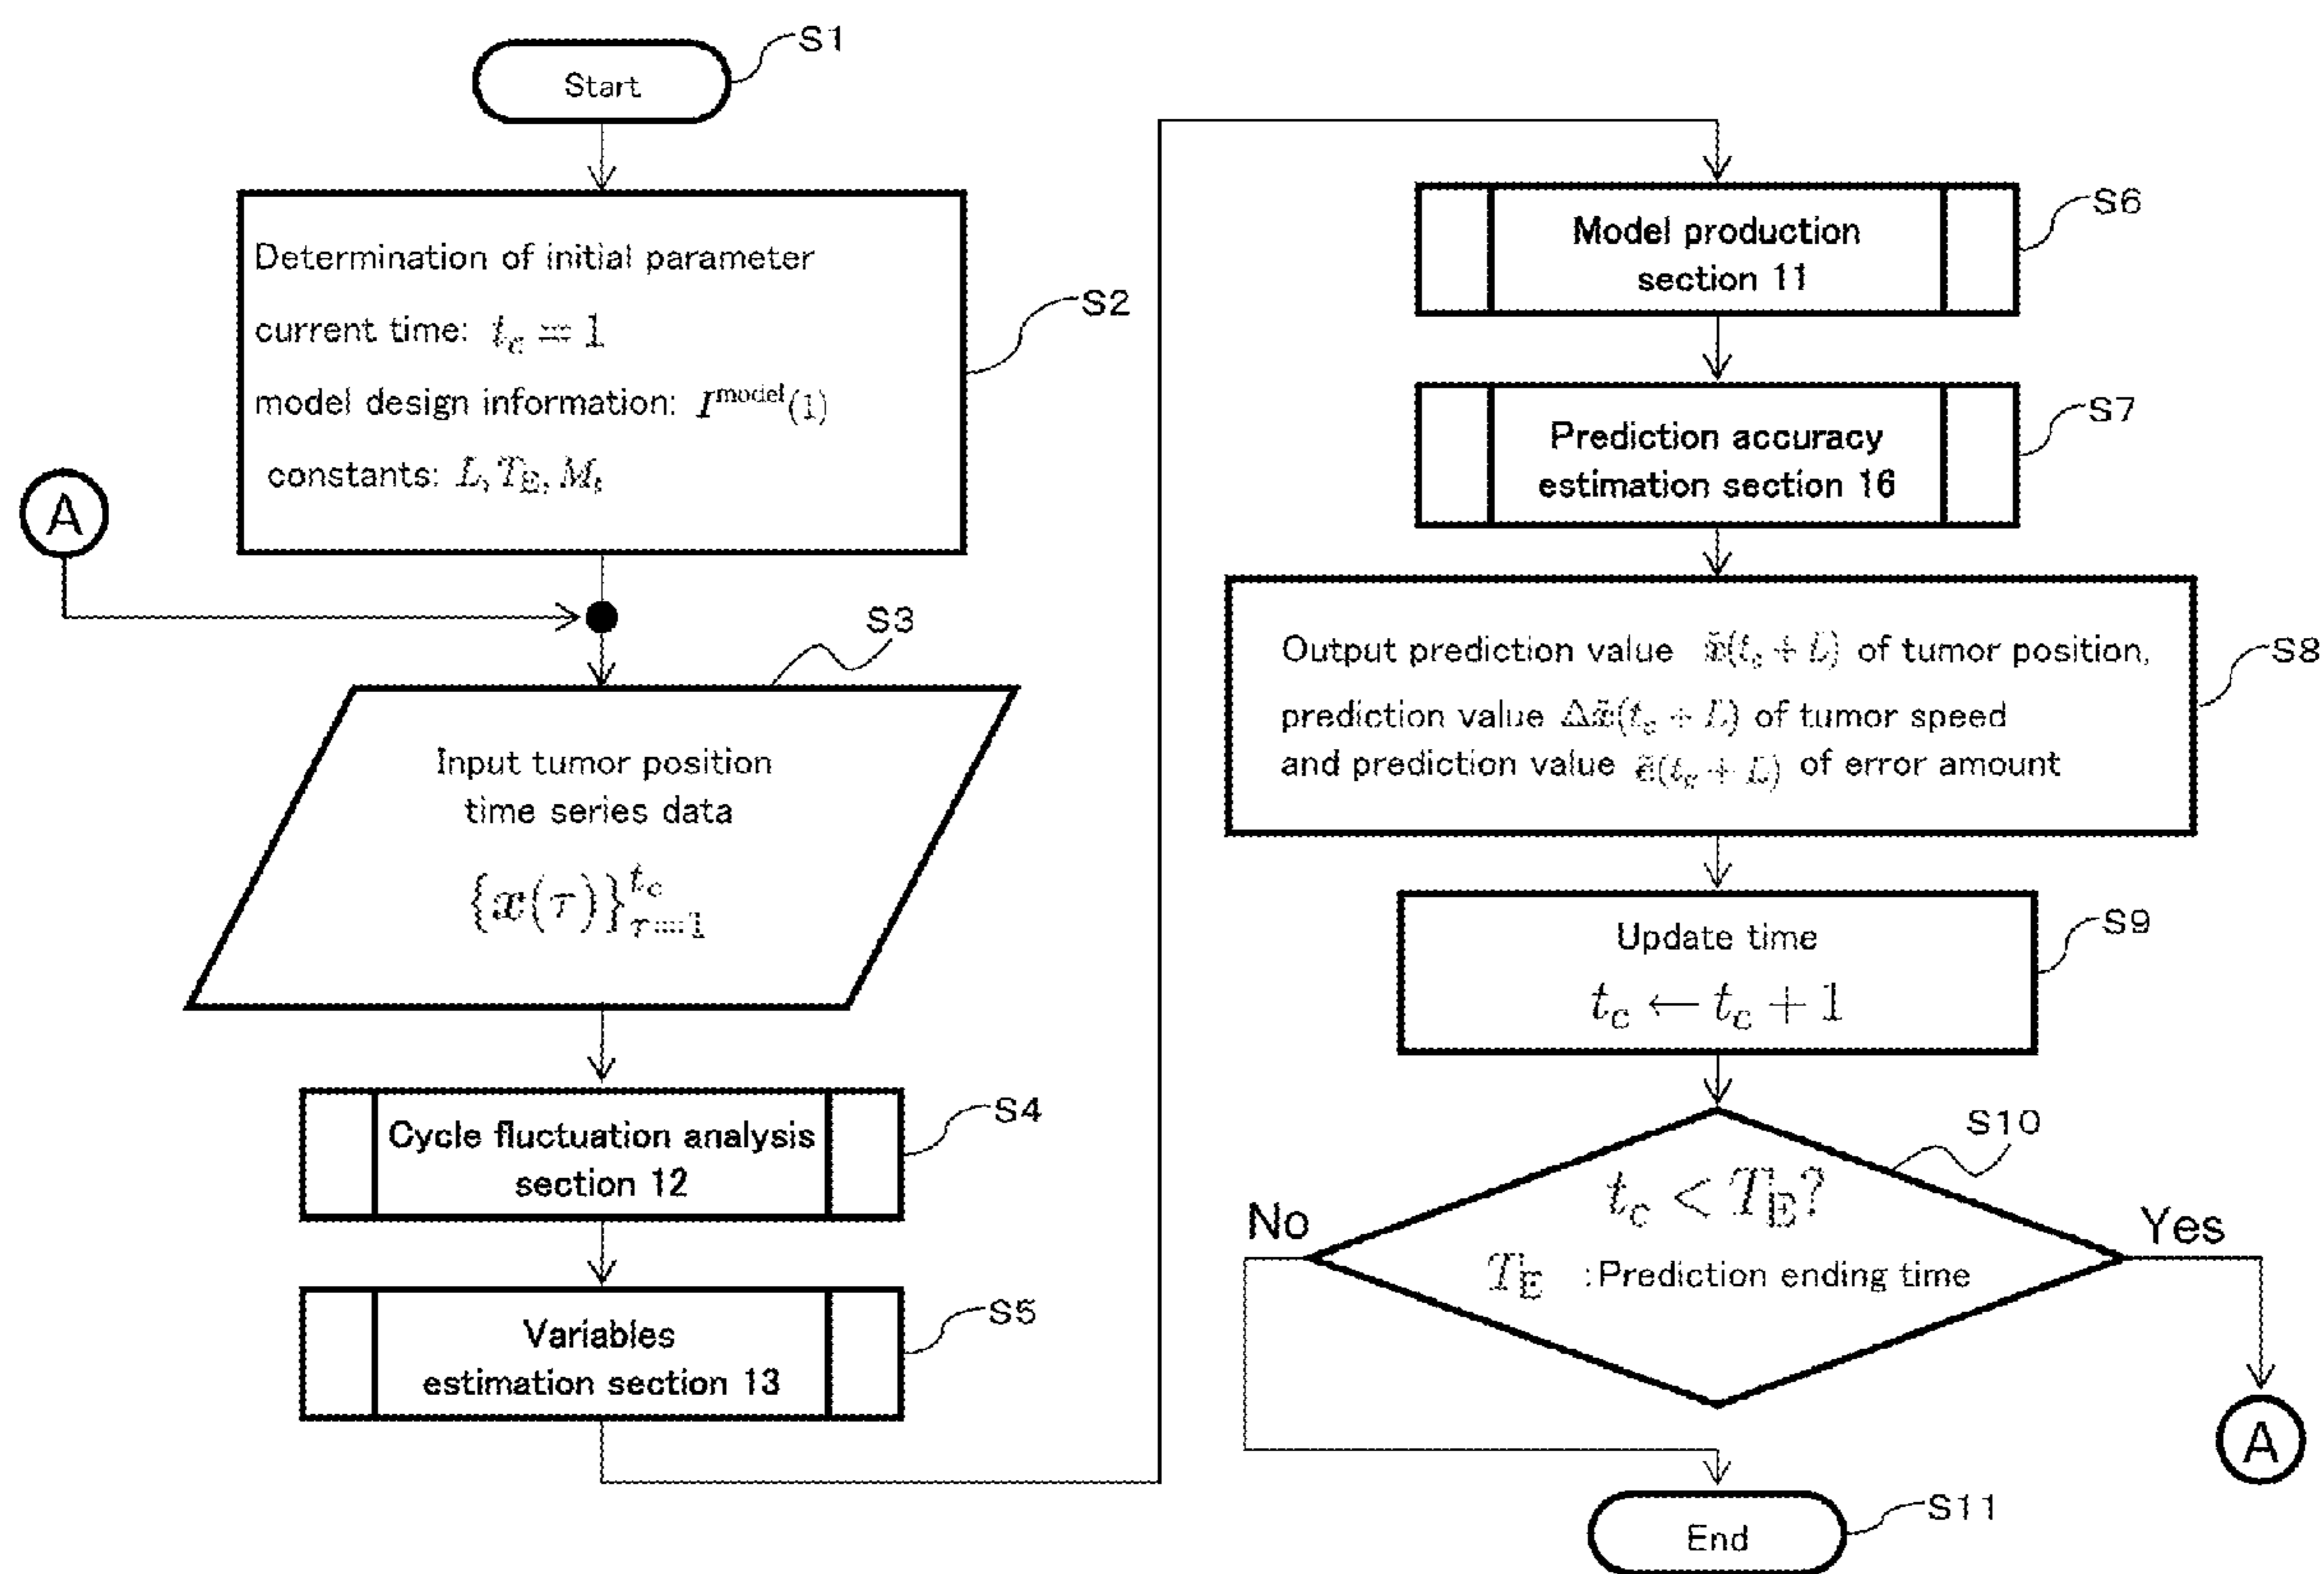 S1
Start
Determination of initial parameter
current time: t_c = 1
model design information: I^model(1)
constants: L, T_E, M_t
S2
A
S3
Input tumor position
time series data
{x(τ)}_{τ=1}^{t_c}
Cycle fluctuation analysis
section 12
S4
Variables
estimation section 13
S5
Model production
section 11
S6
Prediction accuracy
estimation section 16
S7
Output prediction value x̃(t_c + L) of tumor position,
prediction value Δx̃(t_c + L) of tumor speed
and prediction value ẽ(t_c + L) of error amount
S8
Update time
t_c ← t_c + 1
S9
S10
t_c < T_E?
T_E :Prediction ending time
No
Yes
A
End
S11